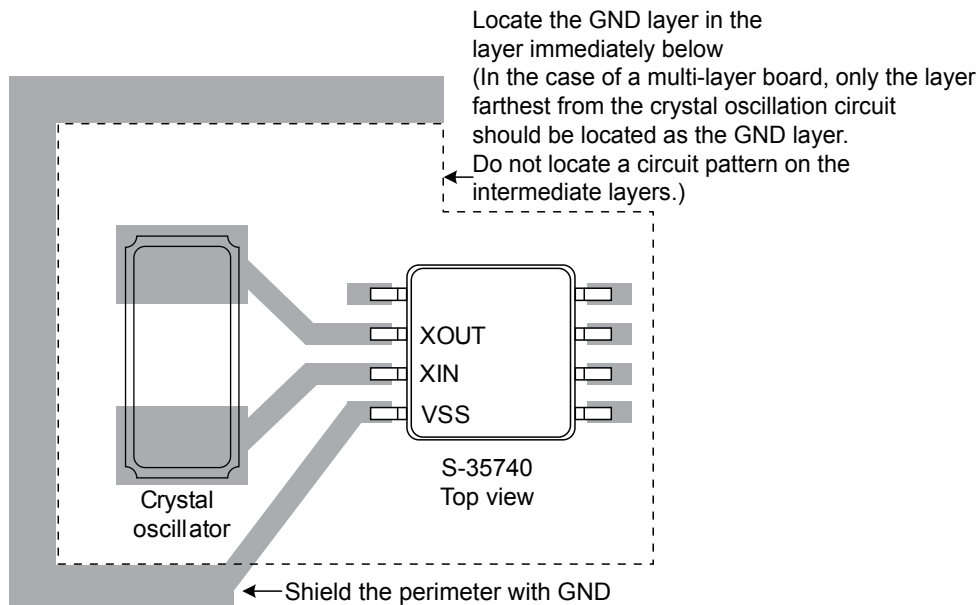 Locate the GND layer in the
layer immediately below
(In the case of a multi-layer board, only the layer
farthest from the crystal oscillation circuit
should be located as the GND layer.
Do not locate a circuit pattern on the
intermediate layers.)
XOUT
XIN
VSS
S-35740
Top view
Crystal
oscillator
Shield the perimeter with GND